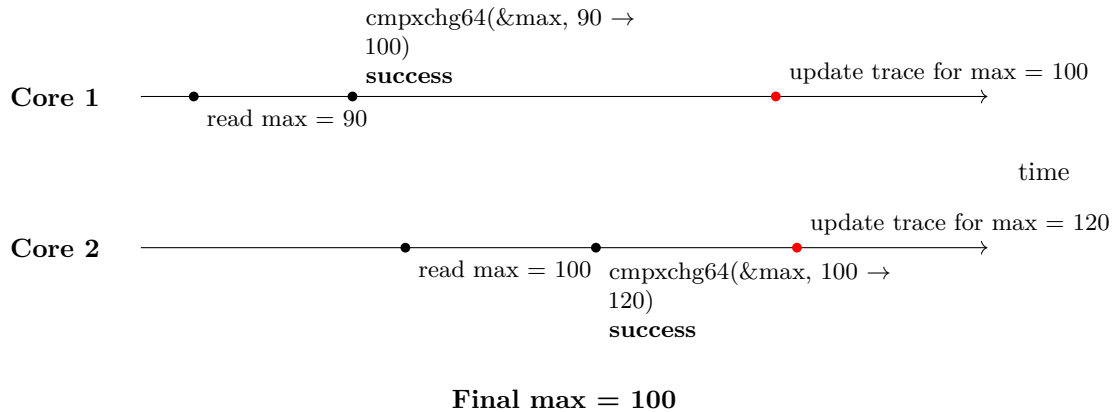 cmpxchg64(&max, 90 →
100)
success
update trace for max = 100
Core 1
read max = 90
time
update trace for max = 120
Core 2
read max = 100
cmpxchg64(&max, 100 →
120)
success
Final max = 100